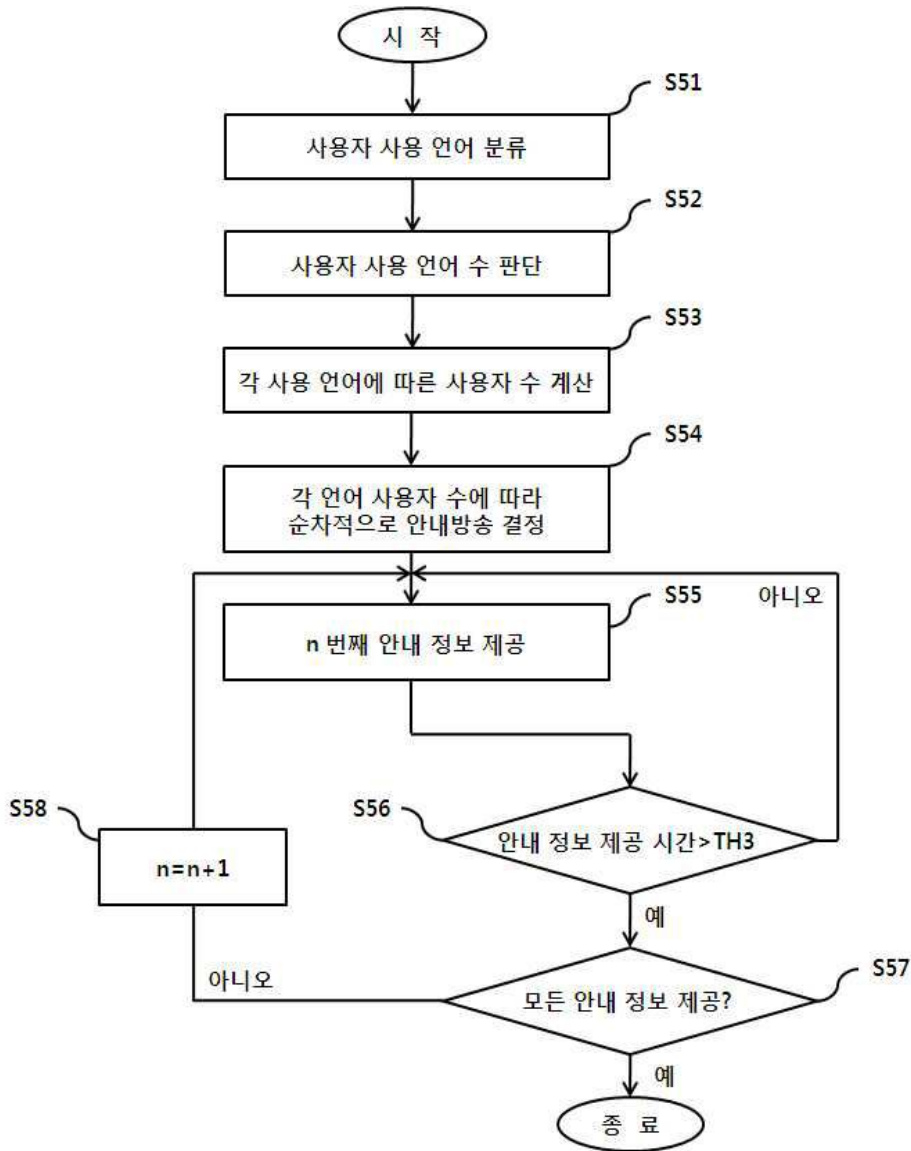 시 작
S51
사용자 사용 언어 분류
S52
사용자 사용 언어 수 판단
S53
각 사용 언어에 따른 사용자 수 계산
S54
각 언어 사용자 수에 따라
순차적으로 안내방송 결정
S55
아니오
n 번째 안내 정보 제공
S58
S56
안내 정보 제공 시간>TH3
n=n+1
예
아니오
S57
모든 안내 정보 제공?
예
종 료